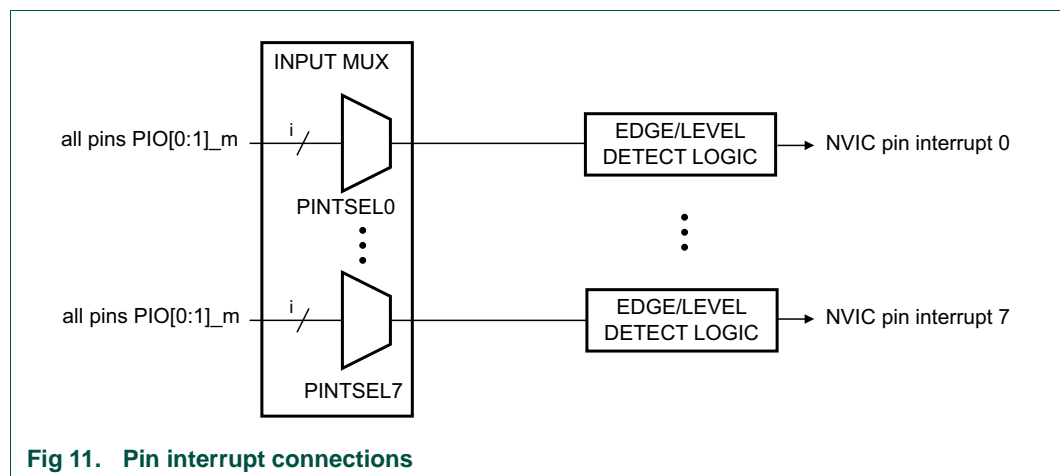 INPUT MUX
all pins PIO[0:1]_m
i
PINTSEL0
EDGE/LEVEL
DETECT LOGIC
NVIC pin interrupt 0
all pins PIO[0:1]_m
i
PINTSEL7
EDGE/LEVEL
DETECT LOGIC
NVIC pin interrupt 7
Fig 11. Pin interrupt connections